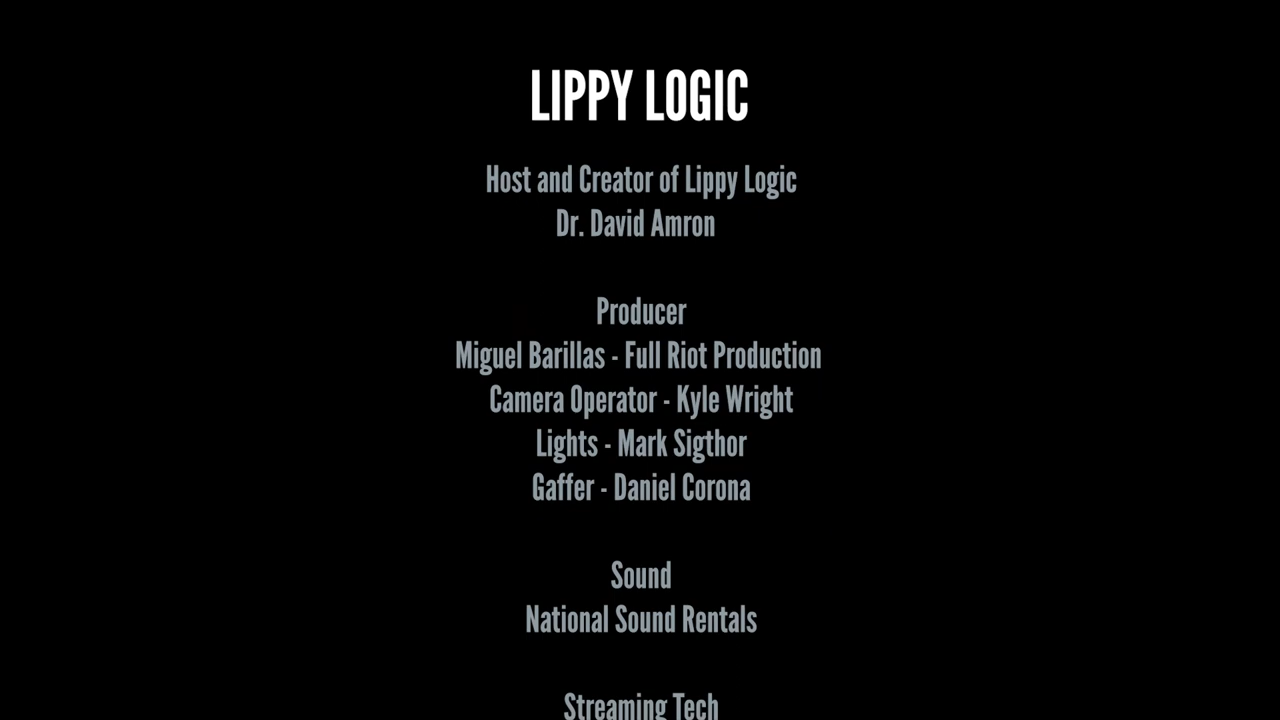 LIPPY LOGIC
Host and Creator of Lippy Logic
Dr. David Amron
Producer
Miguel Barillas - Full Riot Production
Camera Operator - Kyle Wright
Lights - Mark Sigthor
Gaffer - Daniel Corona
Sound
National Sound Rentals
Streaming Tech